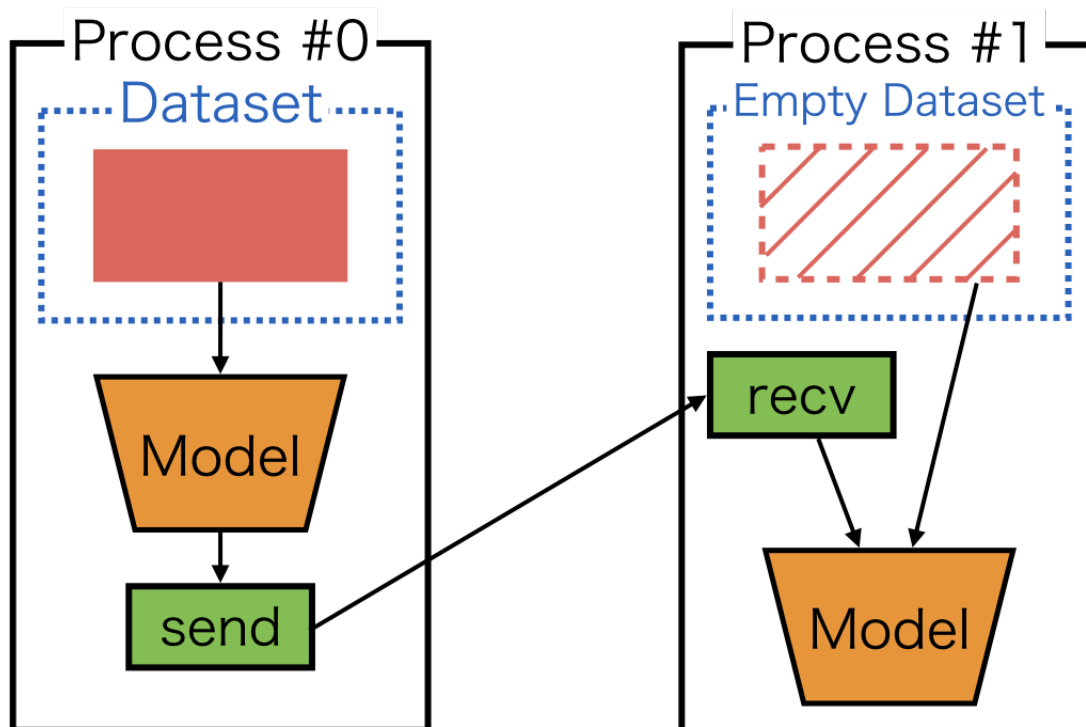 Process #0
Dataset
Model
send
Process #1
Empty Dataset
recv
Model